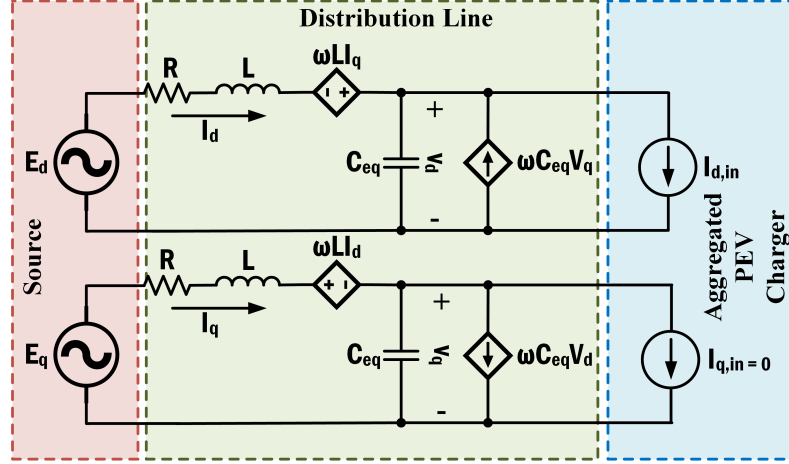 Distribution Line
R
L
ωLI_q
I_d
E_d
C_eq
+
V_d
-
ωC_eqV_q
I_d,in
R
L
ωLI_d
I_q
E_q
C_eq
+
V_q
-
ωC_eqV_d
I_q,in = 0
Source
Aggregated
PEV
Charger